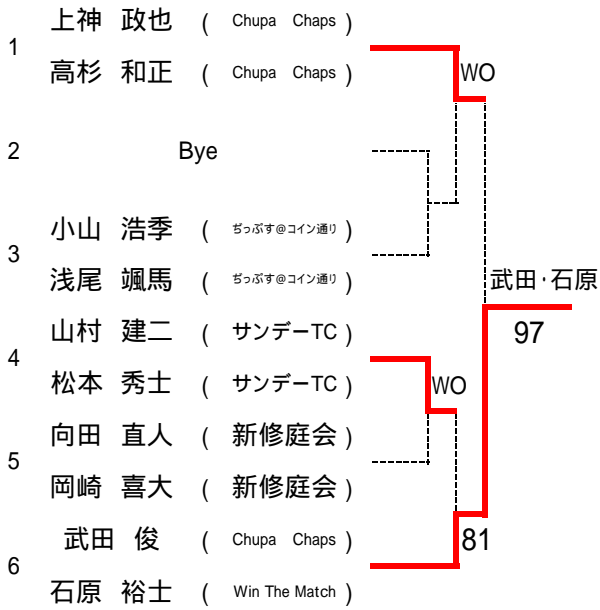 上神 政也 ( Chupa Chaps )
1
高杉 和正 ( Chupa Chaps )
WO
2 Bye
小山 浩季 ( ぢっぷす@コイン通り )
3
浅尾 颯馬 ( ぢっぷす@コイン通り )
武田・石原
山村 建二 ( サンデーTC )
97
4
松本 秀士 ( サンデーTC )
WO
向田 直人 ( 新修庭会 )
5
岡崎 喜大 ( 新修庭会 )
武田 俊 ( Chupa Chaps )
81
6
石原 裕士 ( Win The Match )